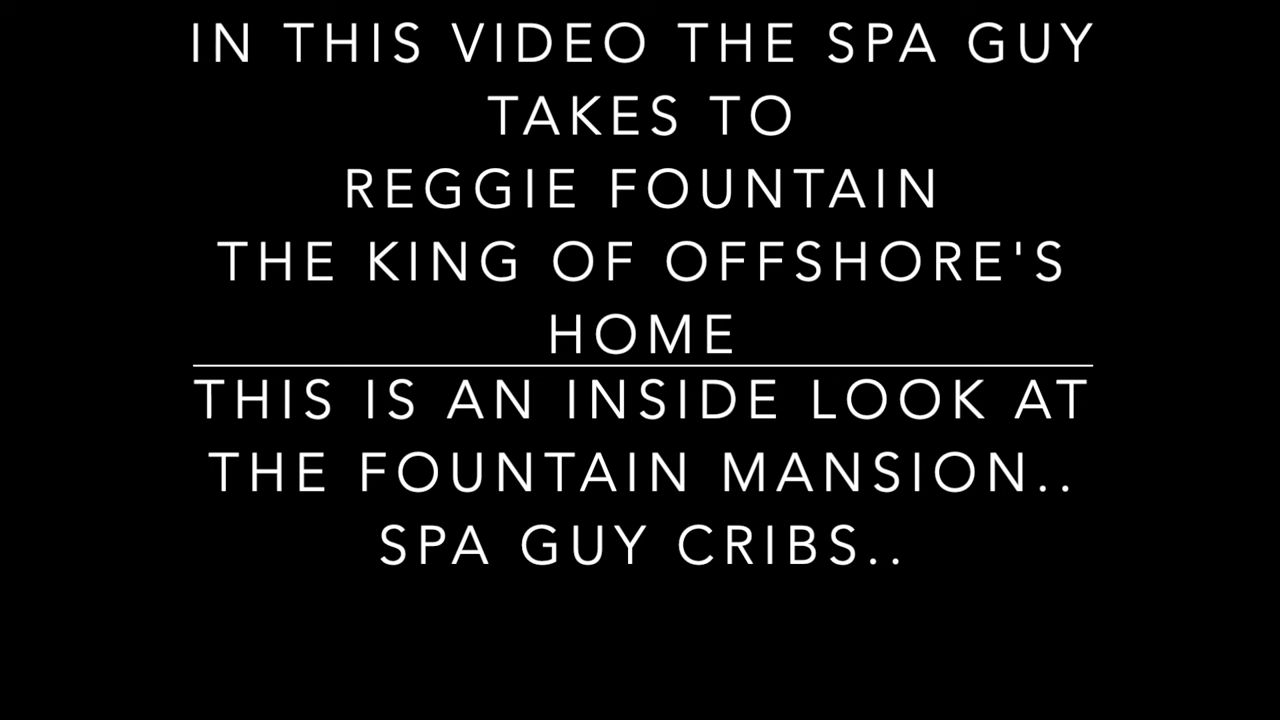 IN THIS VIDEO THE SPA GUY
TAKES TO
REGGIE FOUNTAIN
THE KING OF OFFSHORE'S
HOME
THIS IS AN INSIDE LOOK AT
THE FOUNTAIN MANSION..
SPA GUY CRIBS..